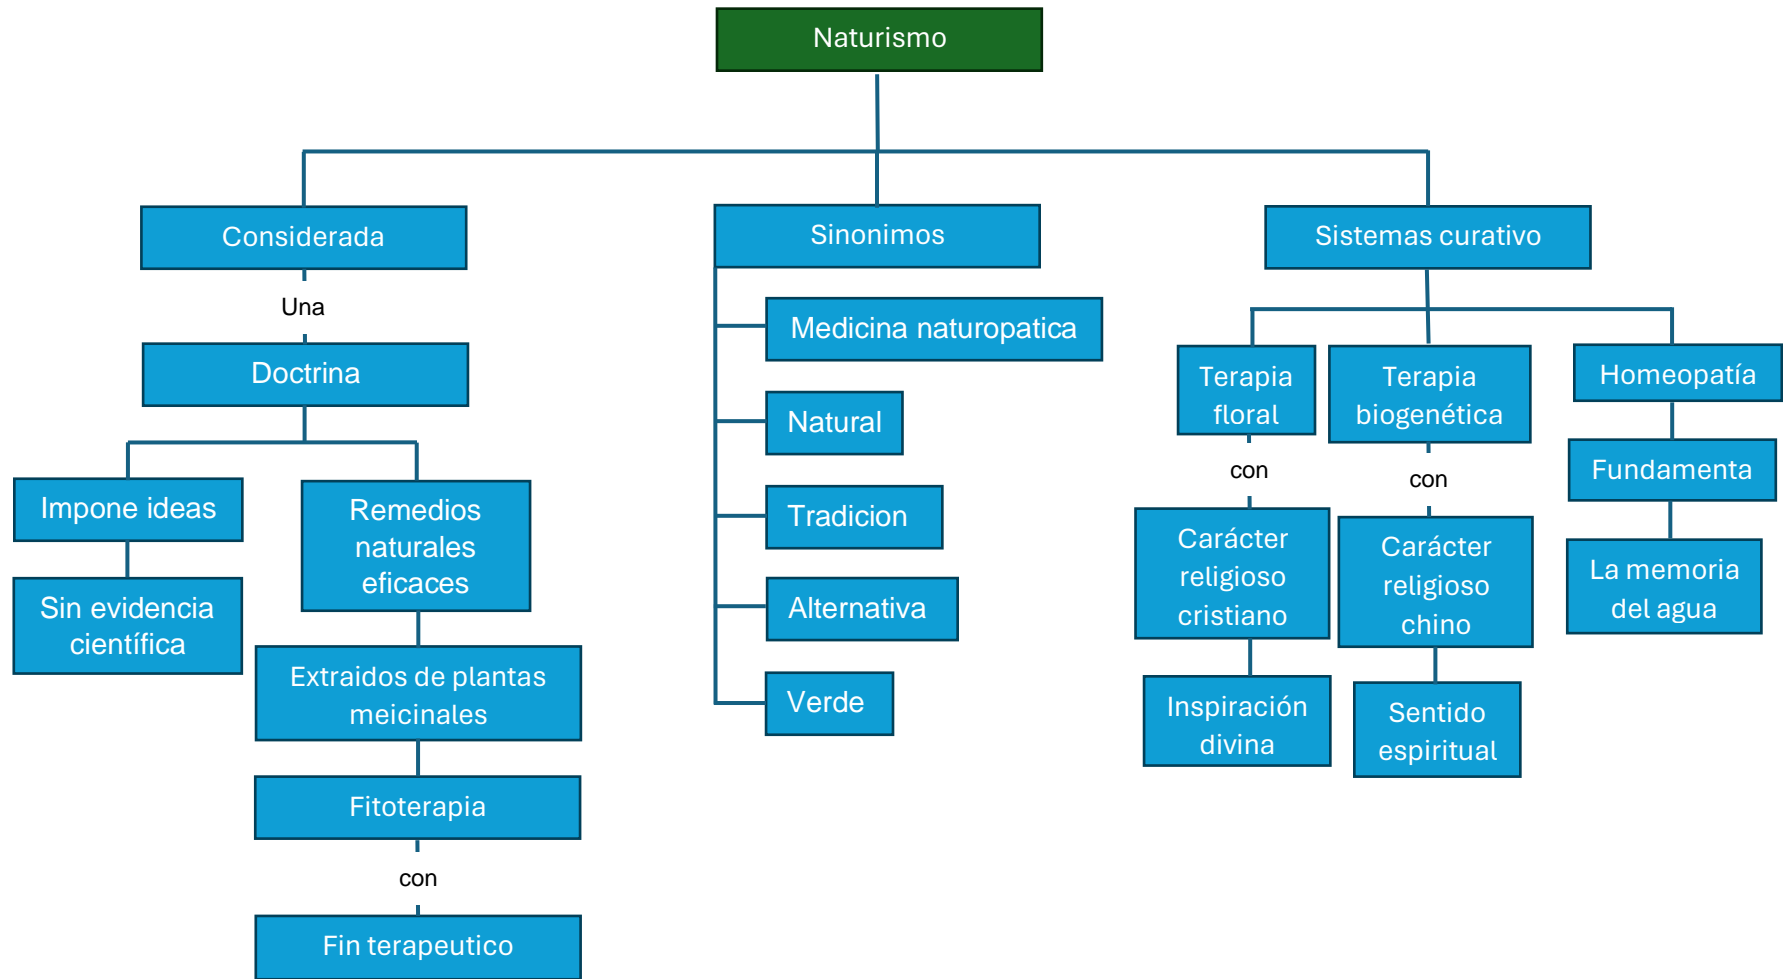 Naturismo
Considerada
Una
Doctrina
Impone ideas
Sin evidencia
científica
Remedios
naturales
eficaces
Extraidos de plantas
meicinales
Fitoterapia
con
Fin terapeutico
Sinonimos
Medicina naturopatica
Natural
Tradicion
Alternativa
Verde
Sistemas curativo
Terapia
floral
con
Carácter
religioso
cristiano
Inspiración
divina
Terapia
biogenética
con
Carácter
religioso
chino
Sentido
espiritual
Homeopatía
Fundamenta
La memoria
del agua